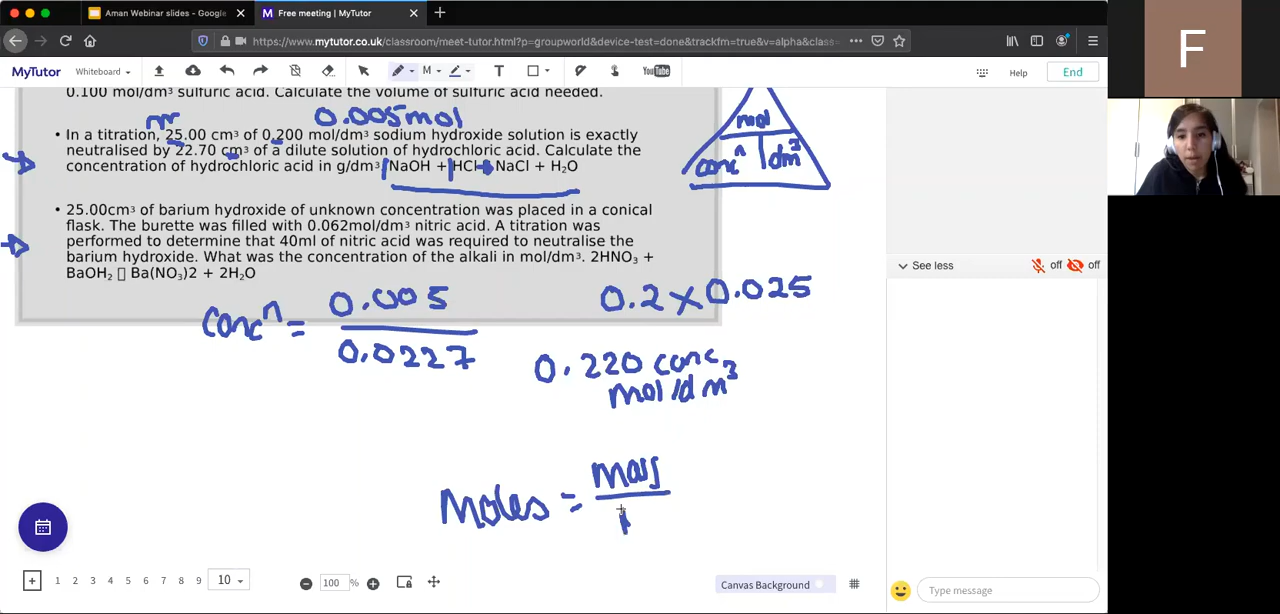 Aman Webinar slides - Google
Free meeting | MyTutor
https://www.mytutor.co.uk/classroom/meet-tutor.html?p=groupworld&device-test=done&trackfm=true&v=alpha&class=
MyTutor
Whiteboard
M
T
YouTube
Help
End
F
0.100 mol/dm³ sulfuric acid. Calculate the volume of sulfuric acid needed.
0.005mol
• In a titration, 25.00 cm³ of 0.200 mol/dm³ sodium hydroxide solution is exactly
neutralised by 22.70 cm³ of a dilute solution of hydrochloric acid. Calculate the
concentration of hydrochloric acid in g/dm³ NaOH + HCl → NaCl + H₂O
mol
concⁿ
dm³
• 25.00cm³ of barium hydroxide of unknown concentration was placed in a conical
flask. The burette was filled with 0.062mol/dm³ nitric acid. A titration was
performed to determine that 40ml of nitric acid was required to neutralise the
barium hydroxide. What was the concentration of the alkali in mol/dm³. 2HNO₃ +
BaOH₂ ▯ Ba(NO₃)2 + 2H₂O
See less
off
off
concⁿ = 0.005
0.0227
0.2 x 0.025
0.220 conc
mol/dm³
Moles = mass
1 2 3 4 5 6 7 8 9 10
100 %
Canvas Background
Type message